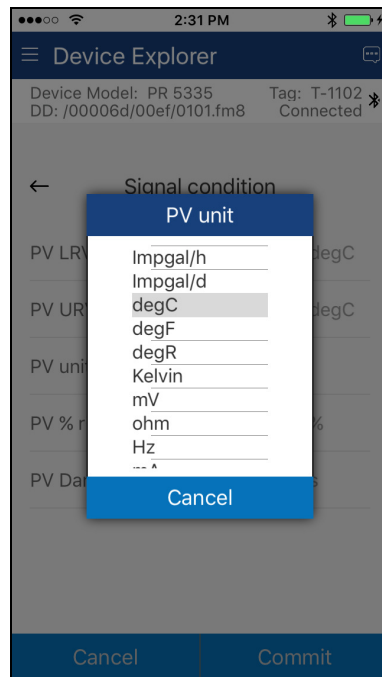 2:31 PM
Device Explorer
Device Model: PR 5335 Tag: T-1102
DD: /00006d/00ef/0101.fm8 Connected
← Signal condition
PV unit
PV LRV degC
Impgal/h
Impgal/d
degC
PV UR degC
degF
degR
PV unit
Kelvin
mV
PV % r %
ohm
Hz
PV Dam s
Cancel
Cancel Commit